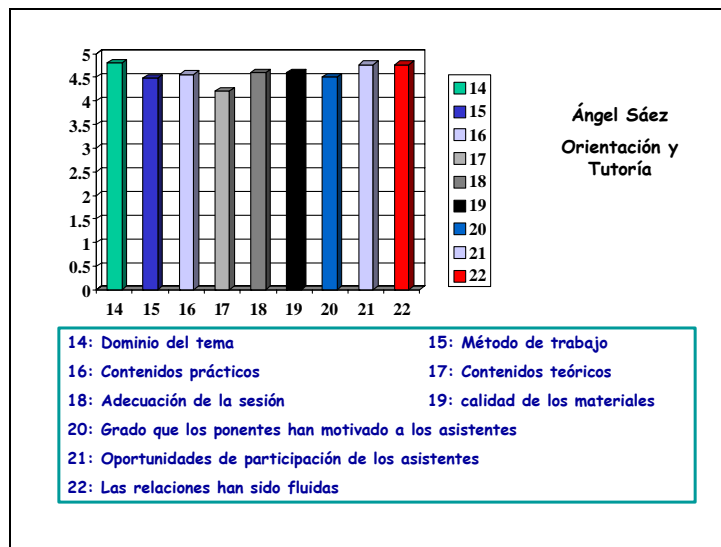 5
4.5
4
3.5
3
2.5
2
1.5
1
0.5
0
14 15 16 17 18 19 20 21 22
14
15
16
17
18
19
20
21
22
Ángel Sáez
Orientación y
Tutoría
14: Dominio del tema 15: Método de trabajo
16: Contenidos prácticos 17: Contenidos teóricos
18: Adecuación de la sesión 19: calidad de los materiales
20: Grado que los ponentes han motivado a los asistentes
21: Oportunidades de participación de los asistentes
22: Las relaciones han sido fluidas